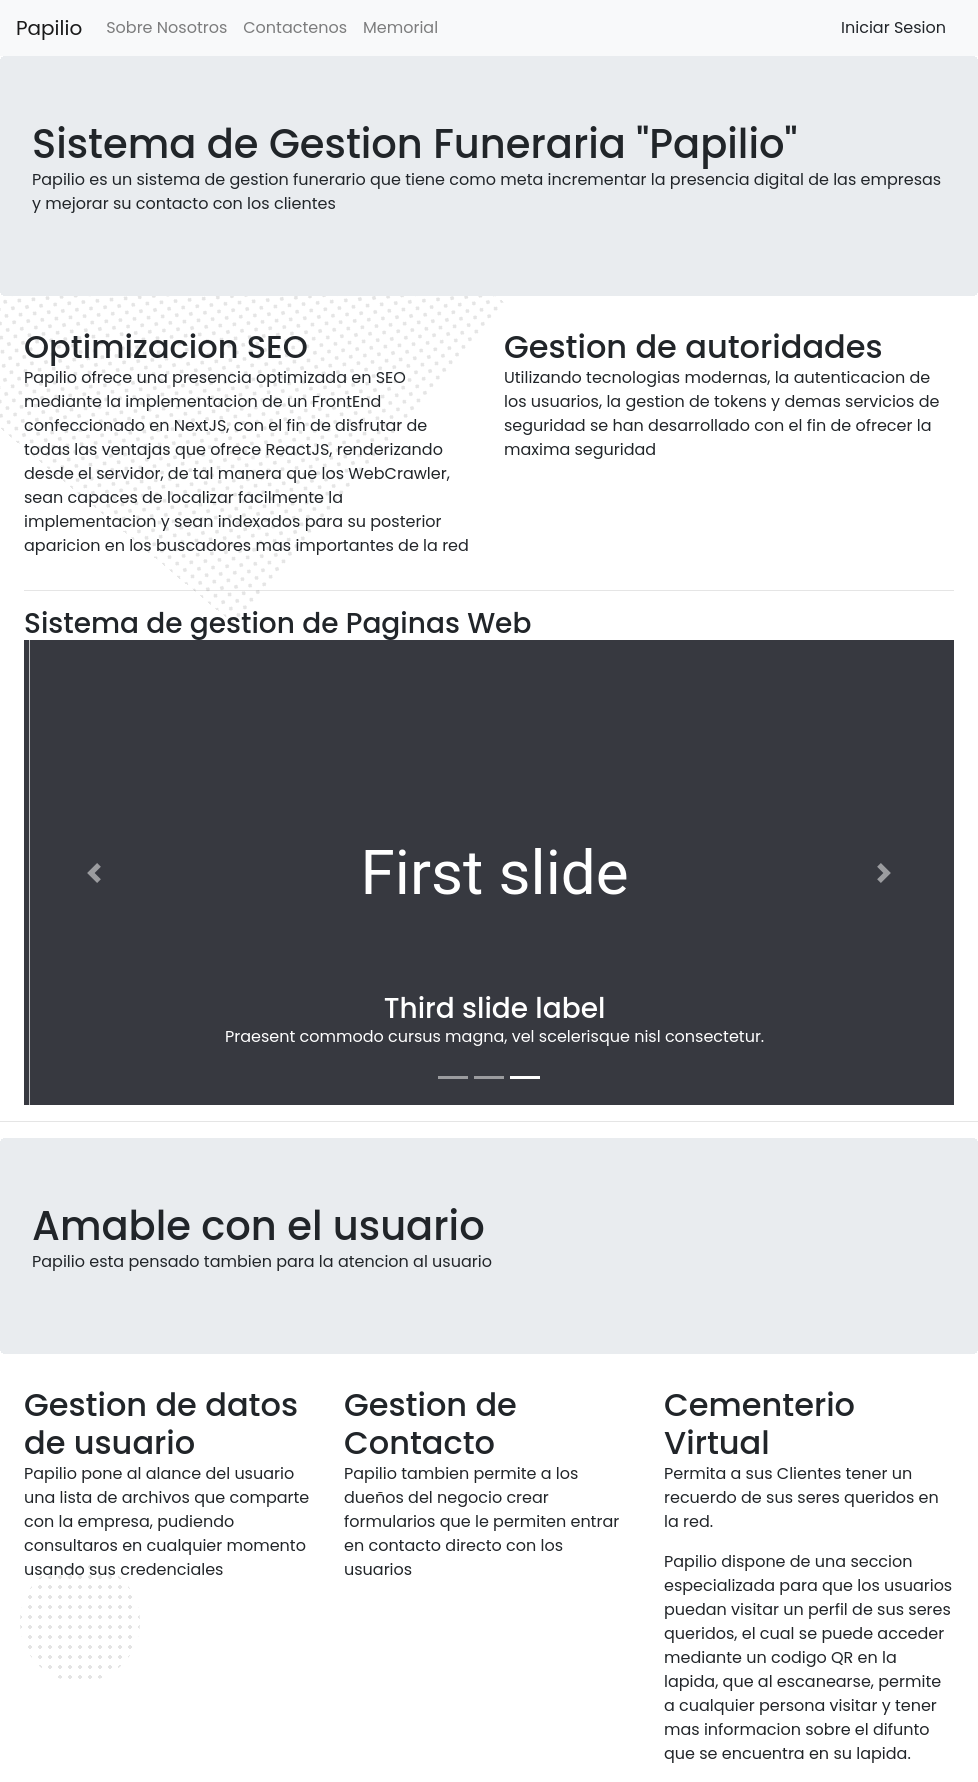 Papilio Sobre Nosotros Contactenos Memorial Iniciar Sesion
Sistema de Gestion Funeraria "Papilio"
Papilio es un sistema de gestion funerario que tiene como meta incrementar la presencia digital de las empresas
y mejorar su contacto con los clientes
Optimizacion SEO
Papilio ofrece una presencia optimizada en SEO
mediante la implementacion de un FrontEnd
confeccionado en NextJS, con el fin de disfrutar de
todas las ventajas que ofrece ReactJS, renderizando
desde el servidor, de tal manera que los WebCrawler,
sean capaces de localizar facilmente la
implementacion y sean indexados para su posterior
aparicion en los buscadores mas importantes de la red
Gestion de autoridades
Utilizando tecnologias modernas, la autenticacion de
los usuarios, la gestion de tokens y demas servicios de
seguridad se han desarrollado con el fin de ofrecer la
maxima seguridad
Sistema de gestion de Paginas Web
First slide
Third slide label
Praesent commodo cursus magna, vel scelerisque nisl consectetur.
Amable con el usuario
Papilio esta pensado tambien para la atencion al usuario
Gestion de datos
de usuario
Papilio pone al alance del usuario
una lista de archivos que comparte
con la empresa, pudiendo
consultaros en cualquier momento
usando sus credenciales
Gestion de
Contacto
Papilio tambien permite a los
dueños del negocio crear
formularios que le permiten entrar
en contacto directo con los
usuarios
Cementerio
Virtual
Permita a sus Clientes tener un
recuerdo de sus seres queridos en
la red.
Papilio dispone de una seccion
especializada para que los usuarios
puedan visitar un perfil de sus seres
queridos, el cual se puede acceder
mediante un codigo QR en la
lapida, que al escanearse, permite
a cualquier persona visitar y tener
mas informacion sobre el difunto
que se encuentra en su lapida.